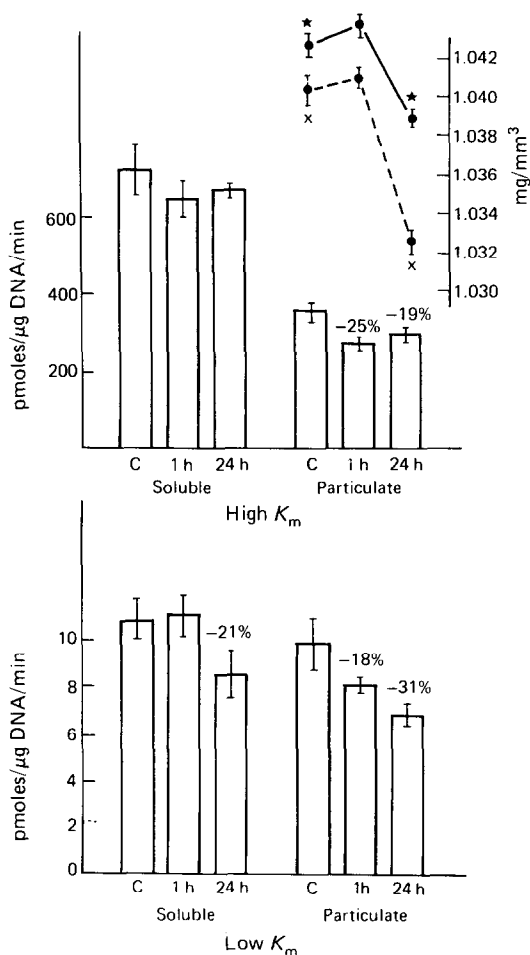 ★
1.042
1.040
★
1.038
x
1.036
mg/mm³
1.034
x
1.032
1.030
pmoles/μg DNA/min
600
400
200
−25%
−19%
C 1 h 24 h C 1 h 24 h
Soluble Particulate
High Km
pmoles/μg DNA/min
10
8
6
4
2
0
−21%
−18%
−31%
C 1 h 24 h C 1h 24 h
Soluble Particulate
Low Km